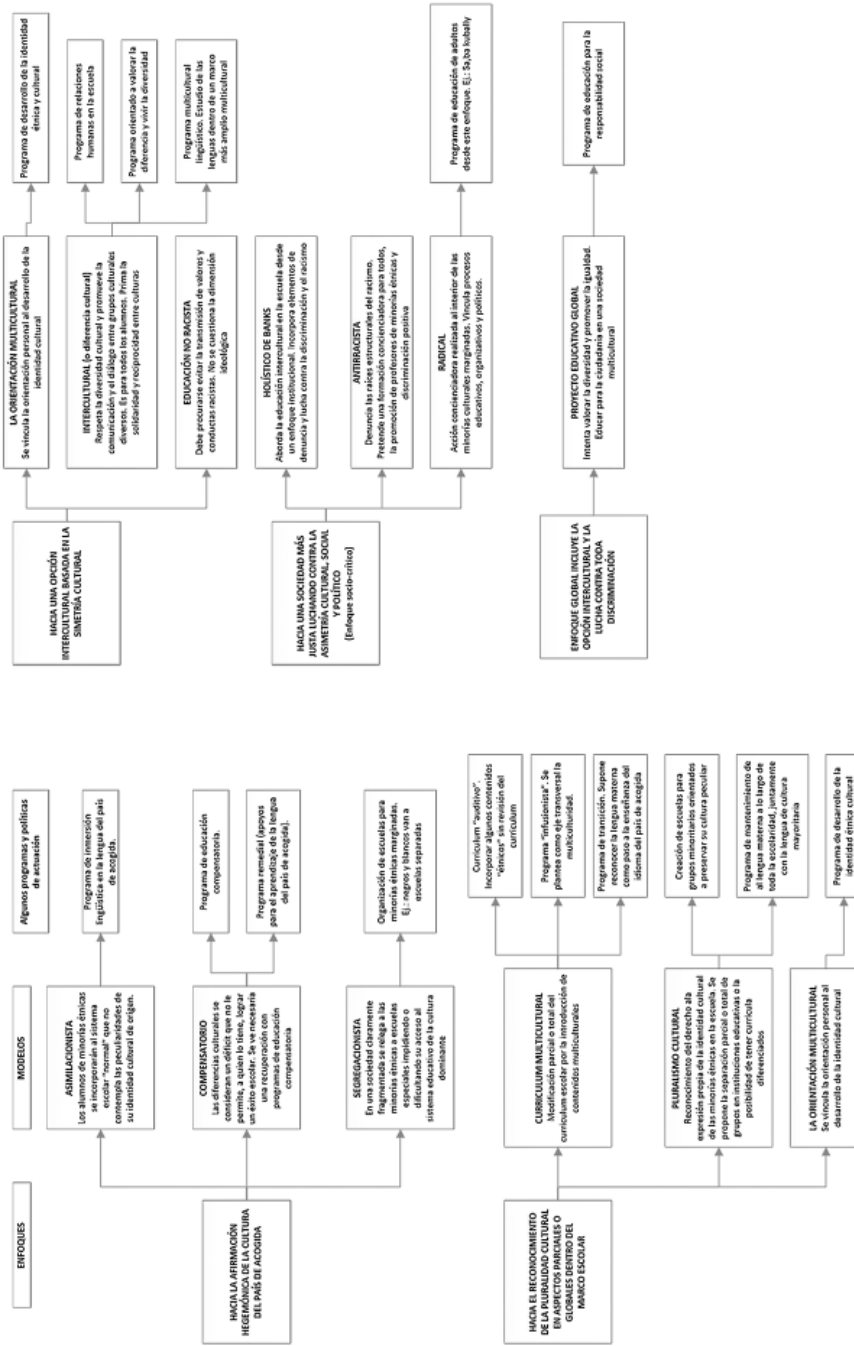 ENFOQUES
MODELOS
Algunos programas y políticas
de actuación
HACIA LA AFIRMACIÓN
HEGEMÓNICA DE LA CULTURA
DEL PAÍS DE ACOGIDA
ASIMILACIONISTA
Los alumnos de minorías étnicas
se incorporarán al sistema
escolar "normal" que no
contempla las peculiaridades de
su identidad cultural de origen.
Programa de inmersión
lingüística en la lengua del país
de acogida.
COMPENSATORIO
Las diferencias culturales se
consideran un déficit que no le
permite, a quien lo tiene, lograr
un éxito escolar. Se ve necesaria
una recuperación con
programas de educación
compensatoria
Programa de educación
compensatoria.
Programa remedial (apoyos
para el aprendizaje de la lengua
del país de acogida).
SEGREGACIONISTA
En una sociedad claramente
fragmentada se relega a las
minorías étnicas a escuelas
especiales impidiendo o
dificultando su acceso al
sistema educativo de la cultura
dominante
Organización de escuelas para
minorías étnicas marginadas.
Ej.: negros y blancos van a
escuelas separadas
HACIA EL RECONOCIMIENTO
DE LA PLURALIDAD CULTURAL
EN ASPECTOS PARCIALES O
GLOBALES DENTRO DEL
MARCO ESCOLAR
CURRICULUM MULTICULTURAL
Modificación parcial o total del
curriculum escolar por la introducción de
contenidos multiculturales
Curriculum "auditivo".
Incorporar algunos contenidos
"étnicos" sin revisión del
curriculum
Programa "infusionista". Se
plantea como eje transversal la
multiculturidad.
Programa de transición. Supone
reconocer la lengua materna
como paso a la enseñanza del
idioma del país de acogida
PLURALISMO CULTURAL
Reconocimiento del derecho ala
expresión propia de la identidad cultural
de las minorías étnicas en la escuela. Se
propone la separación parcial o total de
grupos en instituciones educativas o la
posibilidad de tener currícula
diferenciados
Creación de escuelas para
grupos minoritarios orientados
a preservar su cultura peculiar
Programa de mantenimiento de
al lengua materna a lo largo de
toda la escolaridad, juntamente
con la lengua de cultura
mayoritaria
LA ORIENTACIÓN MULTICULTURAL
Se vincula la orientación personal al
desarrollo de la identidad cultural
Programa de desarrollo de la
identidad étnica cultural
HACIA UNA OPCIÓN
INTERCULTURAL BASADA EN LA
SIMETRÍA CULTURAL
LA ORIENTACIÓN MULTICULTURAL
Se vincula la orientación personal al desarrollo de la
identidad cultural
Programa de desarrollo de la identidad
étnica y cultural
INTERCULTURAL (o diferencia cultural)
Respeta la diversidad cultural y promueve la
comunicación y el diálogo entre grupos culturales
diversos. Es para todos los alumnos. Prima la
solidaridad y reciprocidad entre culturas
Programa de relaciones
humanas en la escuela
Programa orientado a valorar la
diferencia y vivir la diversidad
Programa multicultural
lingüístico. Estudio de las
lenguas dentro de un marco
más amplio multicultural
EDUCACIÓN NO RACISTA
Debe procurarse evitar la transmisión de valores y
conductas racistas. No se cuestiona la dimensión
ideológica
HACIA UNA SOCIEDAD MÁS
JUSTA LUCHANDO CONTRA LA
ASIMETRÍA CULTURAL, SOCIAL
Y POLÍTICO
(Enfoque socio-crítico)
HOLÍSTICO DE BANKS
Aborda la educación intercultural en la escuela desde
un enfoque institucional. Incorpora elementos de
denuncia y lucha contra la discriminación y el racismo
ANTIRRACISTA
Denuncia las raíces estructurales del racismo.
Pretende una formación concienciadora para todos,
la promoción de profesores de minorías étnicas y
discriminación positiva
RADICAL
Acción concienciadora realizada al interior de las
minorías culturales marginadas. Vincula procesos
educativos, organizativos y políticos.
Programa de educación de adultos
desde este enfoque. Ej.: Sa,ba kubally
ENFOQUE GLOBAL INCLUYE LA
OPCIÓN INTERCULTURAL Y LA
LUCHA CONTRA TODA
DISCRIMINACIÓN
PROYECTO EDUCATIVO GLOBAL
Intenta valorar la diversidad y promover la igualdad.
Educar para la ciudadanía en una sociedad
multicultural
Programa de educación para la
responsabilidad social